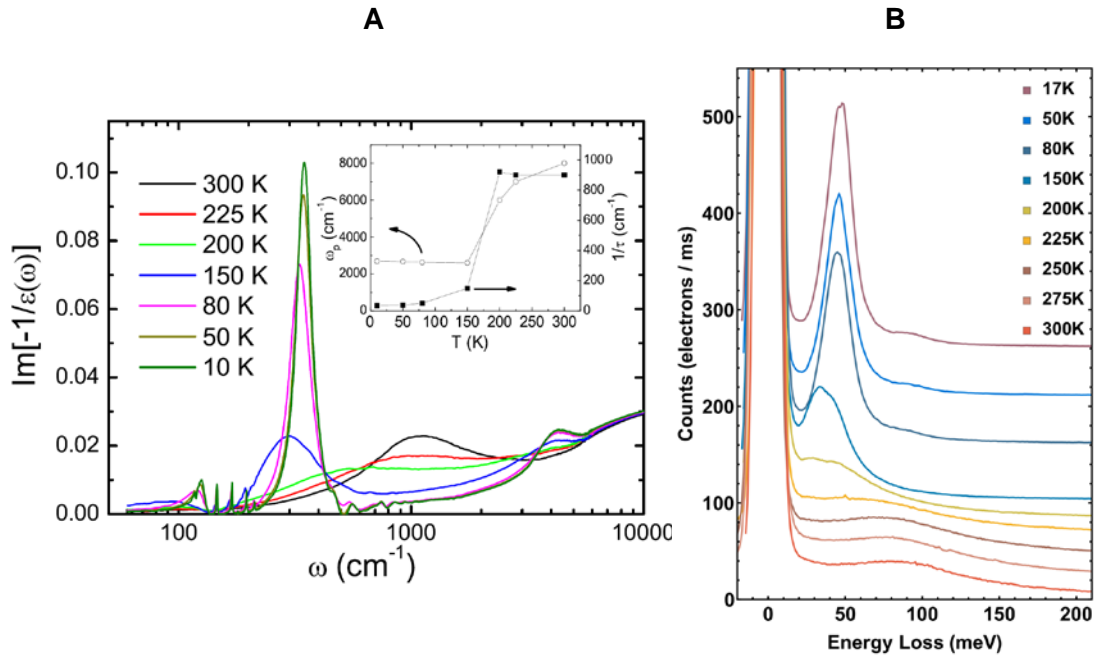 A
B
0.10
0.08
0.06
0.04
0.02
0.00
Im[-1/ε(ω)]
100
1000
10000
ω (cm⁻¹)
300 K
225 K
200 K
150 K
80 K
50 K
10 K
8000
6000
4000
2000
0
ωₚ (cm⁻¹)
1000
800
600
400
200
0
1/τ (cm⁻¹)
0 50 100 150 200 250 300
T (K)
500
400
300
200
100
0
Counts (electrons / ms)
0 50 100 150 200
Energy Loss (meV)
17K
50K
80K
150K
200K
225K
250K
275K
300K